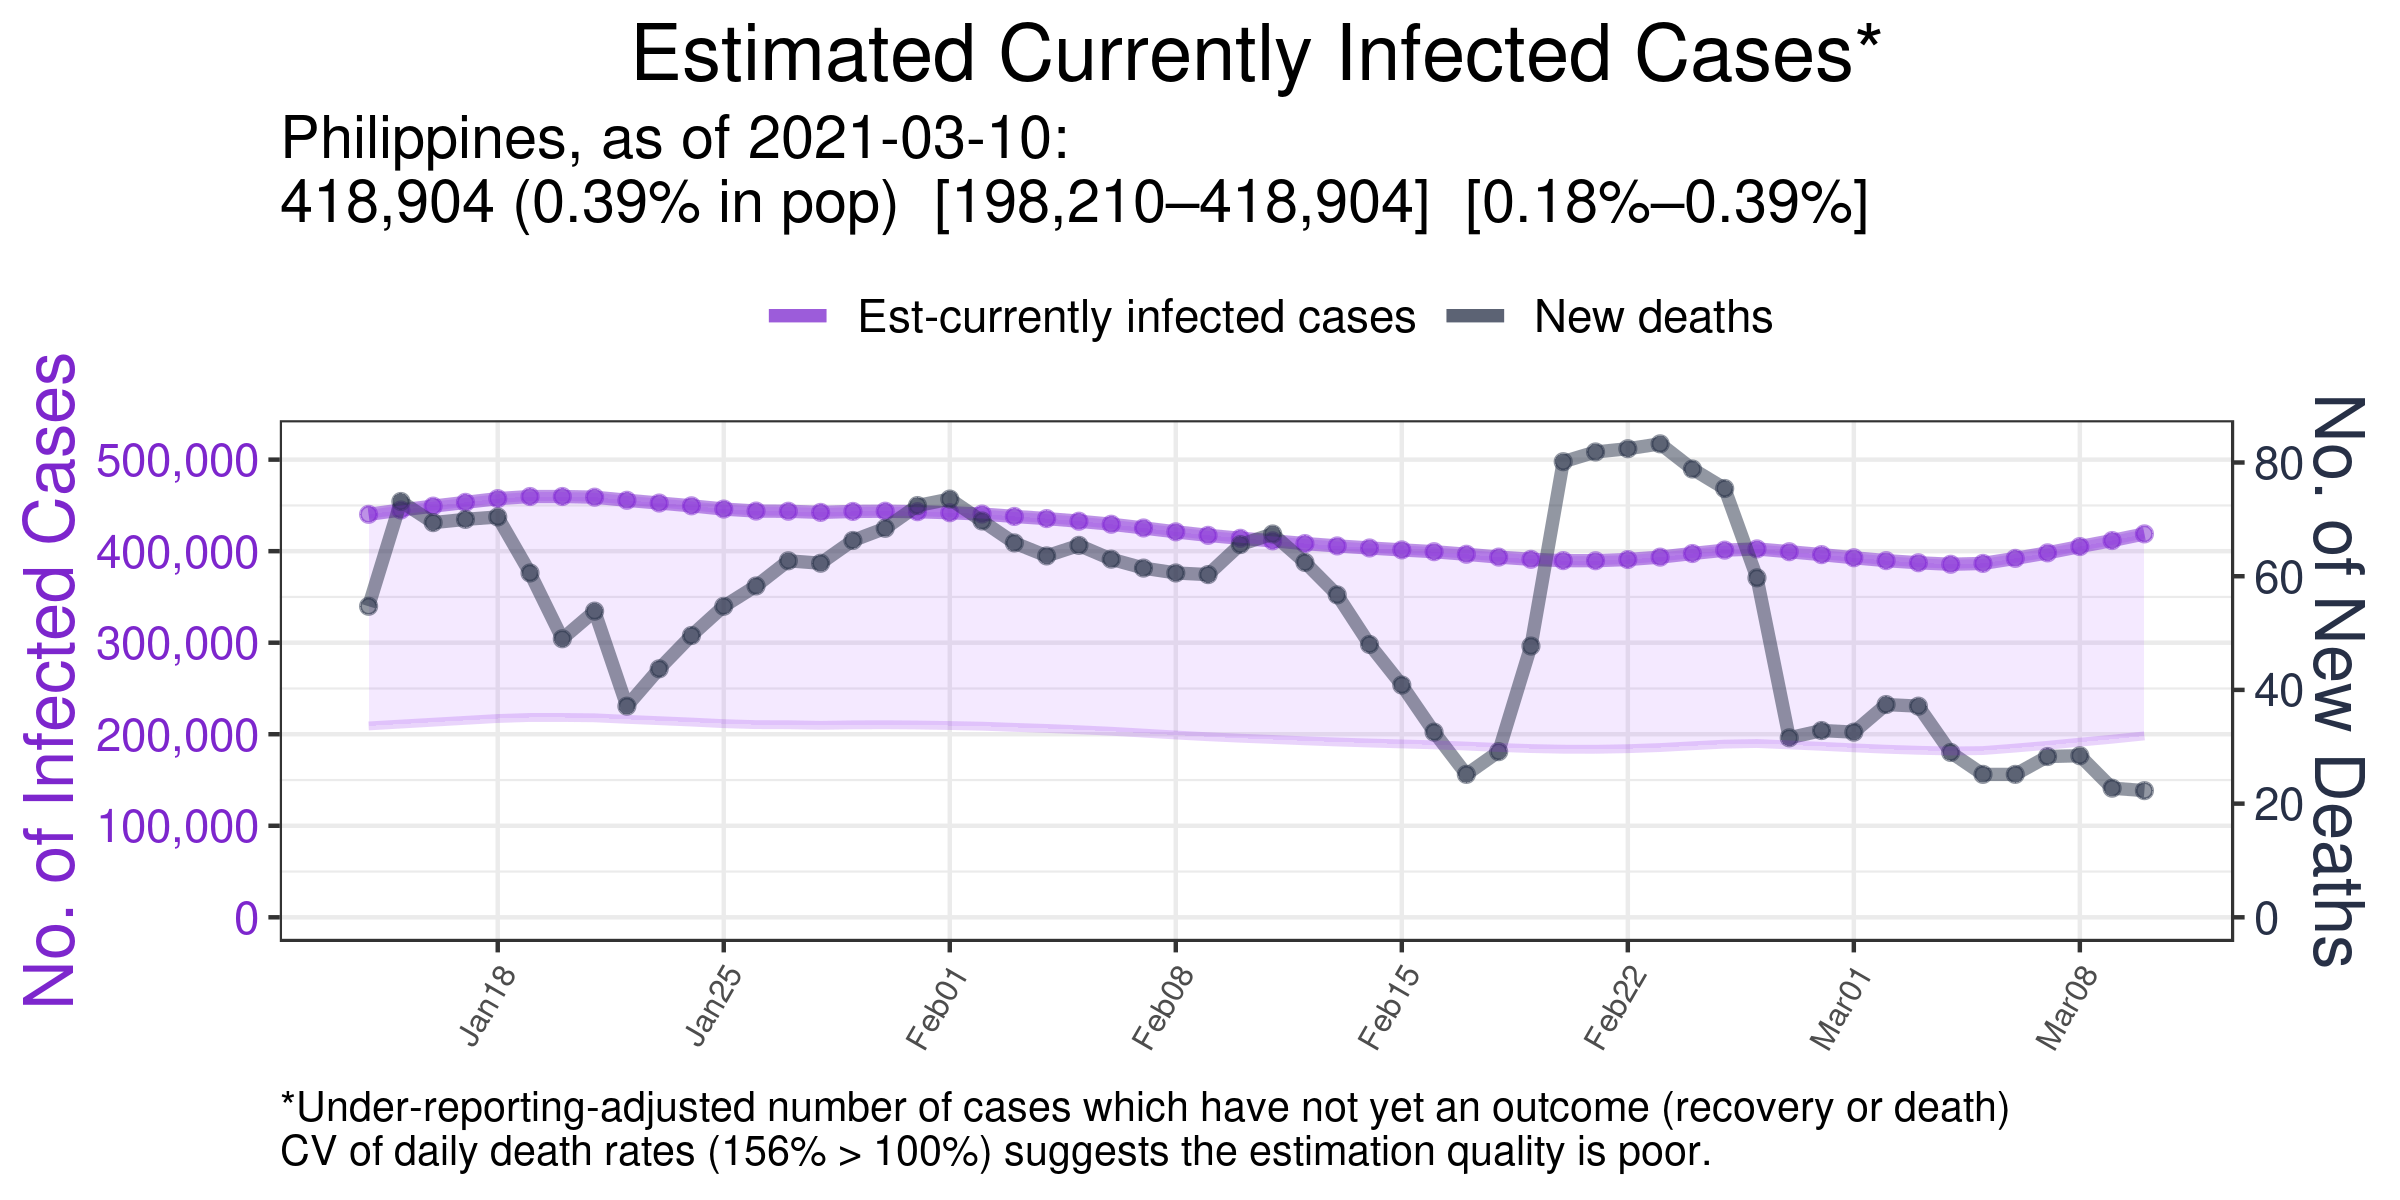 Estimated Currently Infected Cases*
Philippines, as of 2021-03-10:
418,904 (0.39% in pop) [198,210–418,904] [0.18%–0.39%]
Est-currently infected cases New deaths
No. of Infected Cases
500,000
400,000
300,000
200,000
100,000
0
80
60
40
20
0
No. of New Deaths
Jan18 Jan25 Feb01 Feb08 Feb15 Feb22 Mar01 Mar08
*Under-reporting-adjusted number of cases which have not yet an outcome (recovery or death)
CV of daily death rates (156% > 100%) suggests the estimation quality is poor.